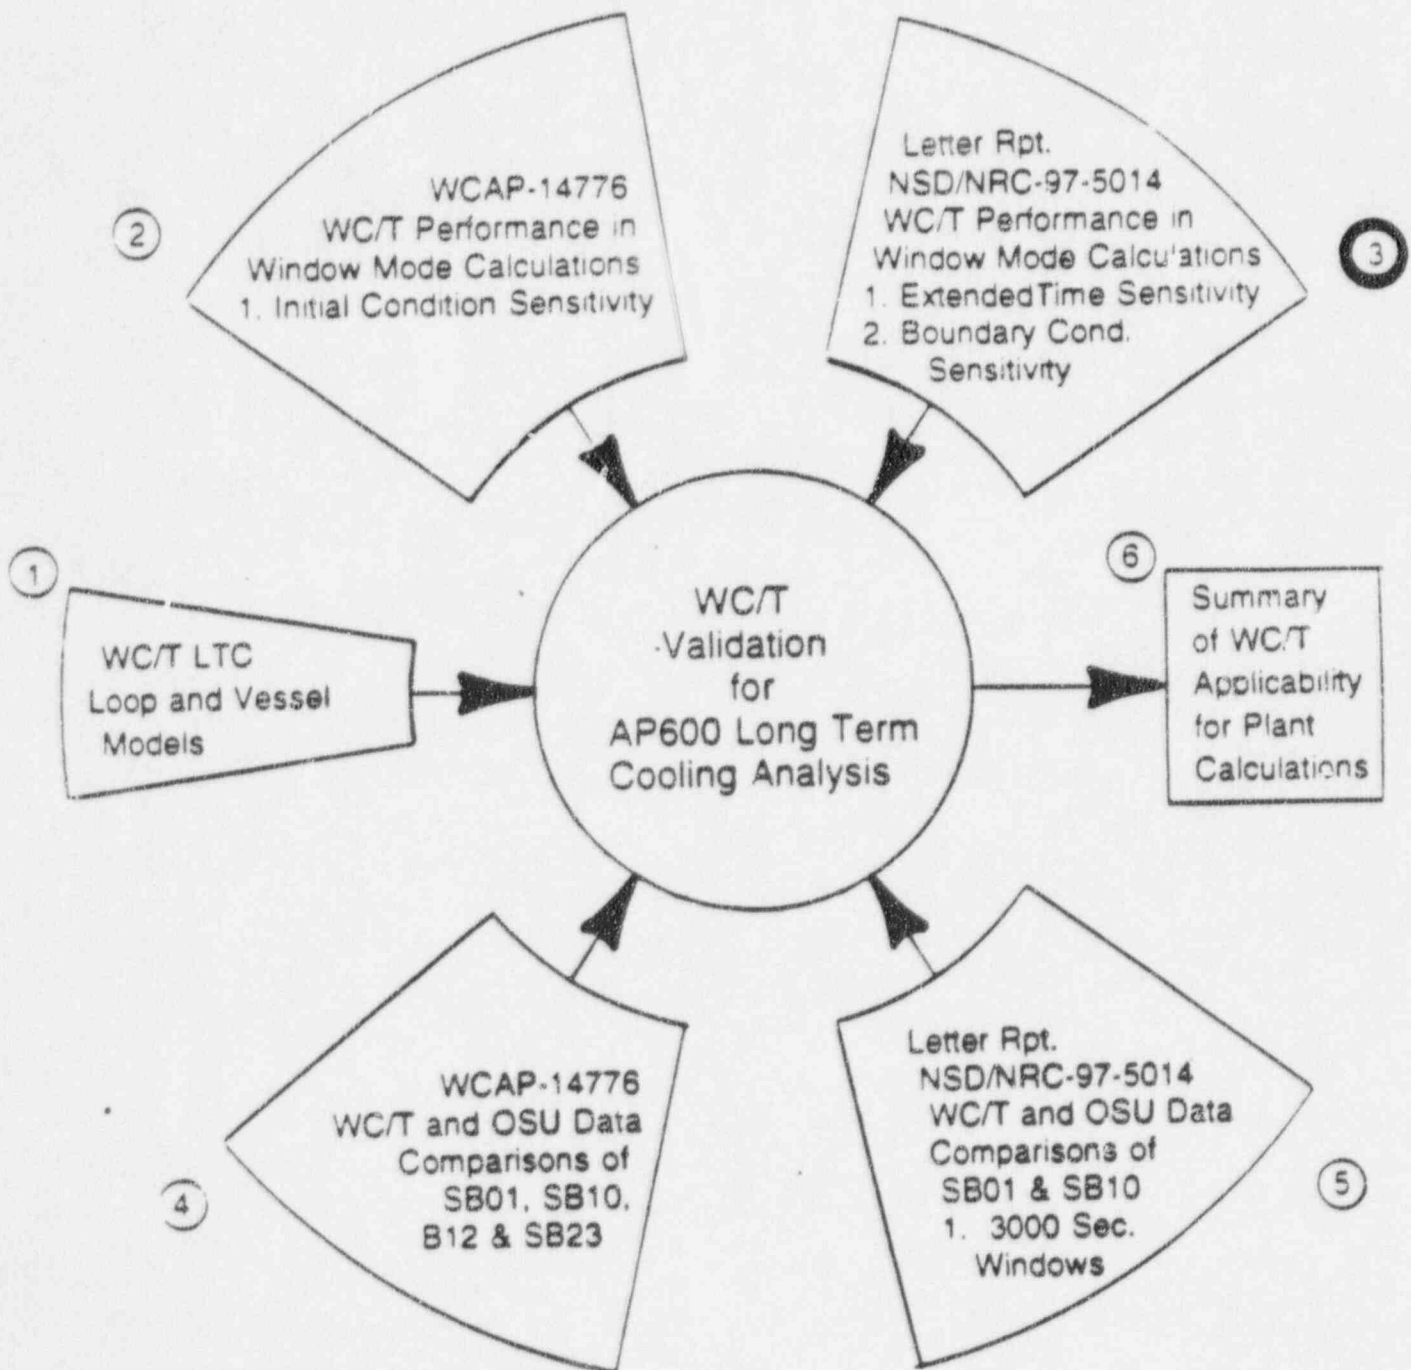 1
WC/T LTC
Loop and Vessel
Models
2
WCAP-14776
WC/T Performance in
Window Mode Calculations
1. Initial Condition Sensitivity
3
Letter Rpt.
NSD/NRC-97-5014
WC/T Performance in
Window Mode Calculations
1. Extended Time Sensitivity
2. Boundary Cond.
Sensitivity
WC/T
Validation
for
AP600 Long Term
Cooling Analysis
4
WCAP-14776
WC/T and OSU Data
Comparisons of
SB01, SB10,
B12 & SB23
5
Letter Rpt.
NSD/NRC-97-5014
WC/T and OSU Data
Comparisons of
SB01 & SB10
1. 3000 Sec.
Windows
6
Summary
of WC/T
Applicability
for Plant
Calculations